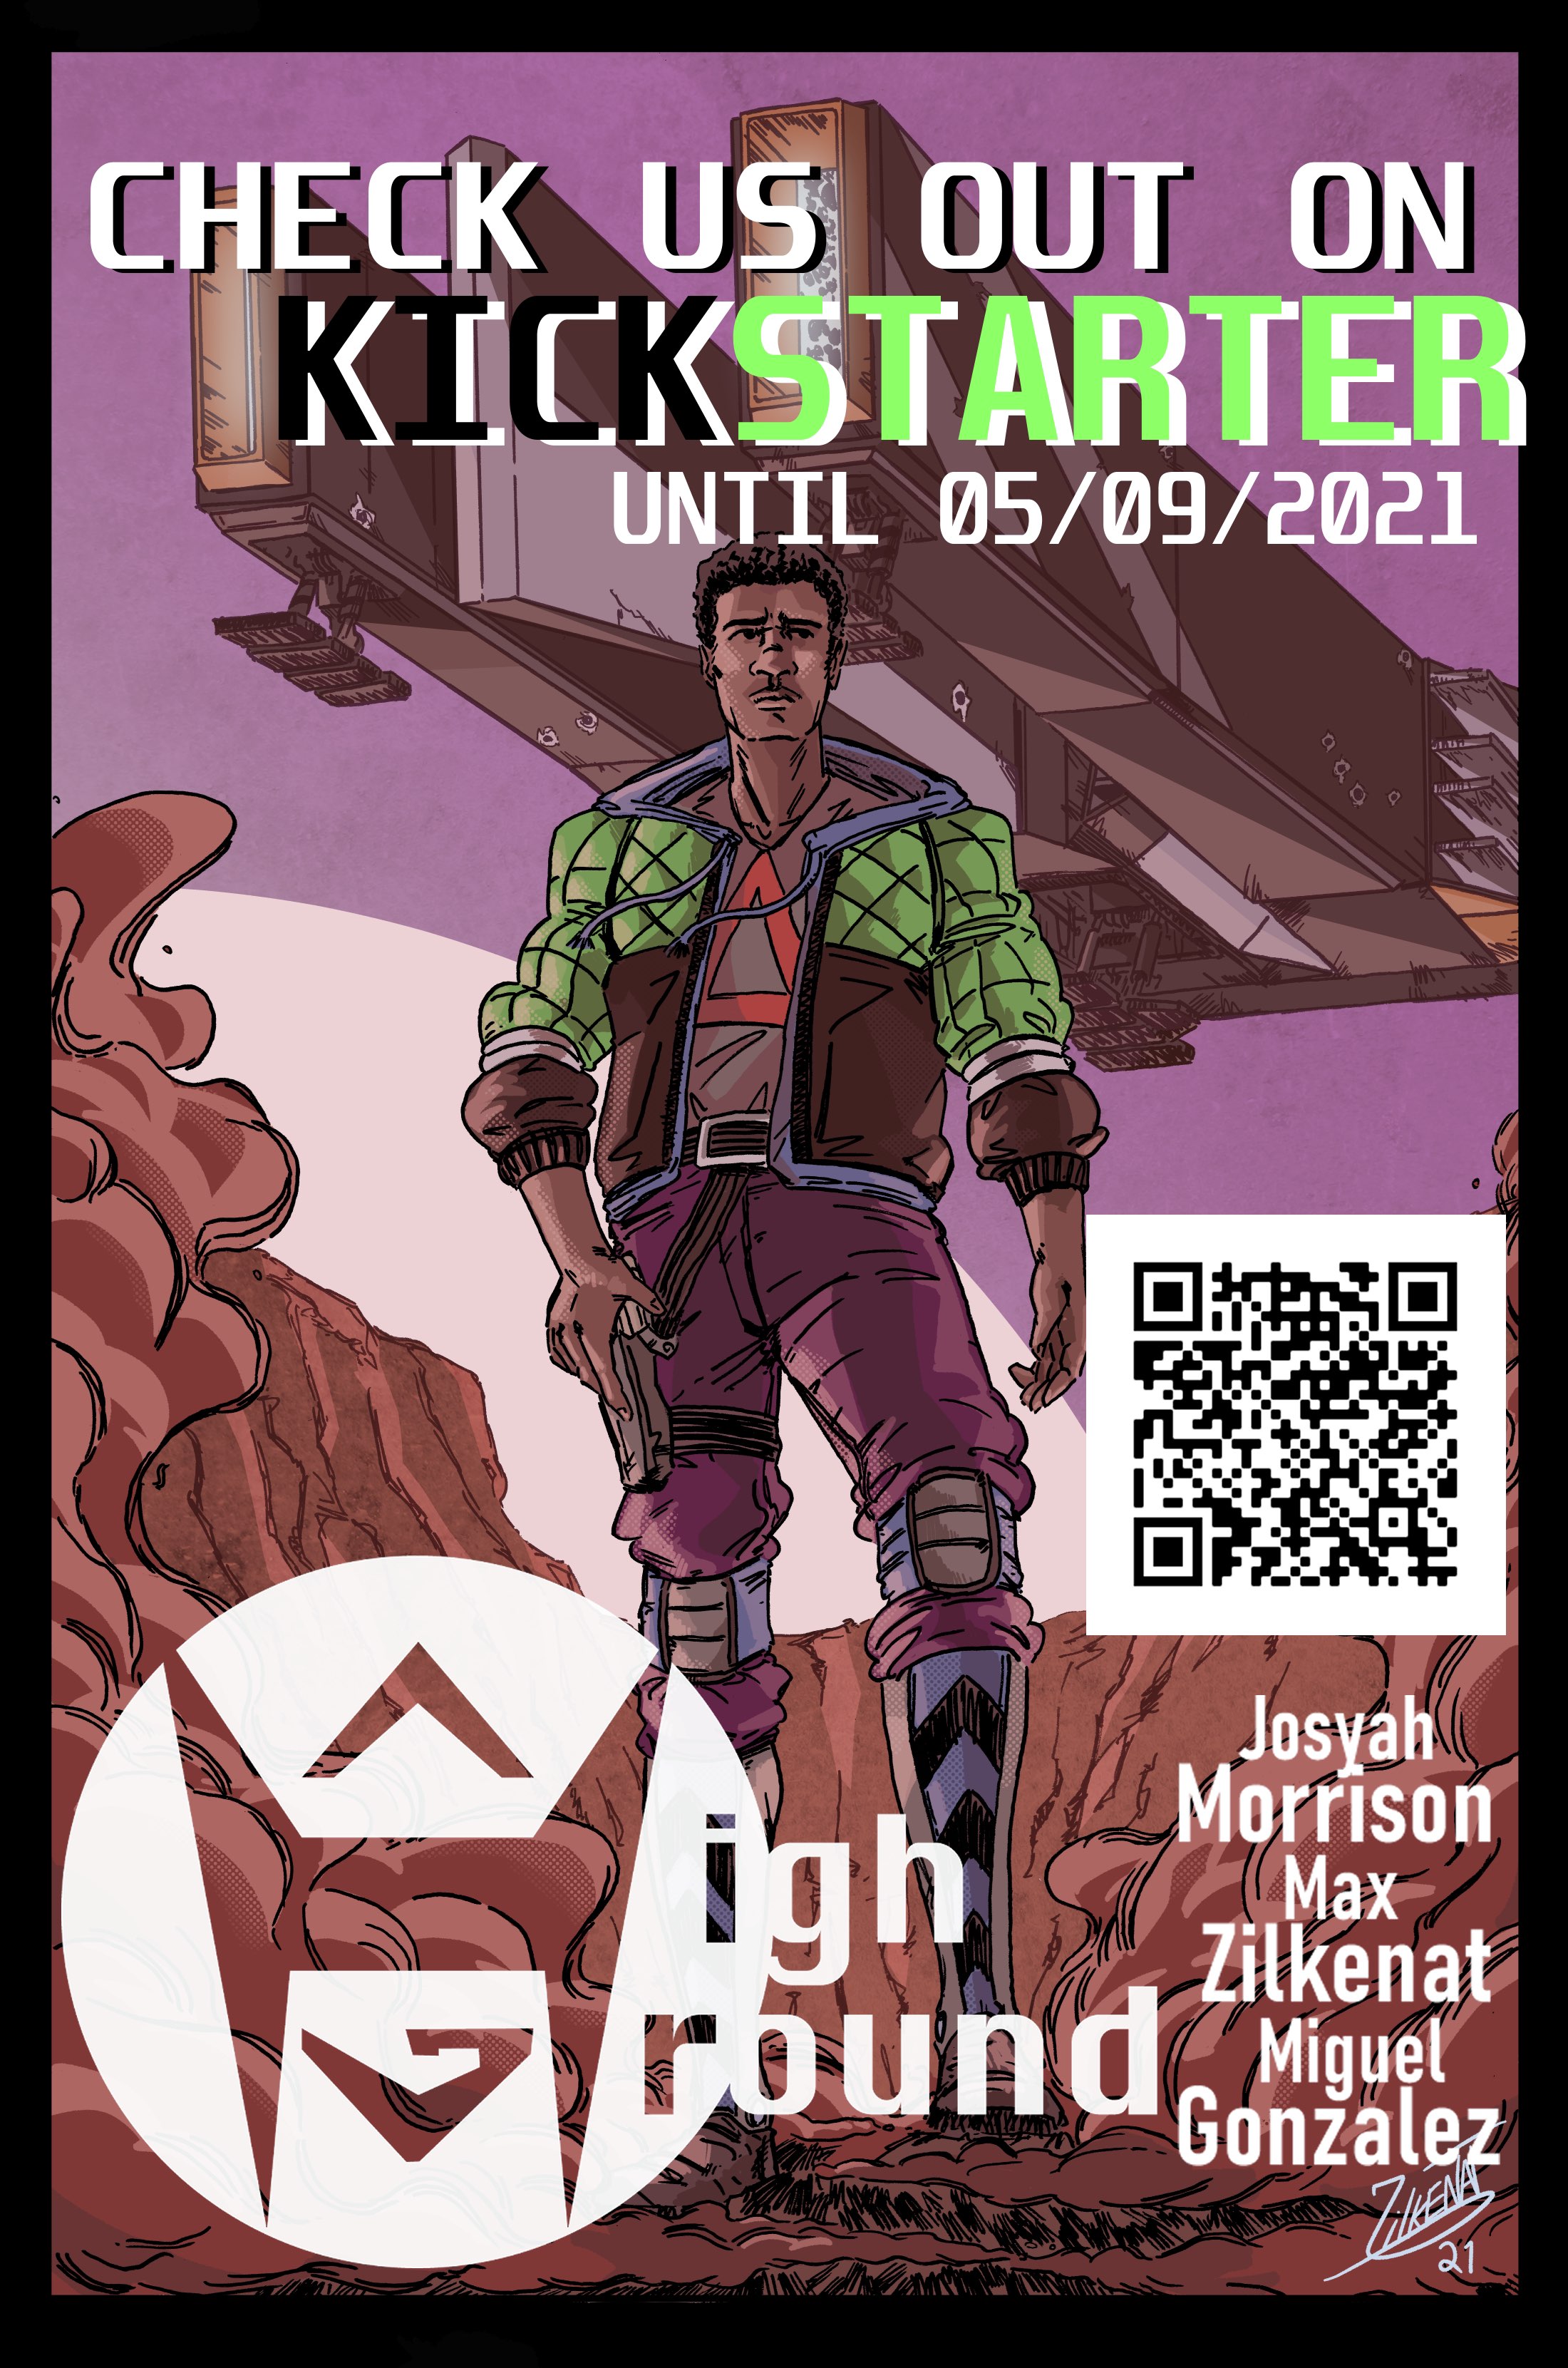 CHECK US OUT ON
KICKSTARTER
UNTIL 05/09/2021
igh
G
round
Josyah
Morrison
Max
Zilkenat
Miguel
Gonzalez
ZILKENAT
21